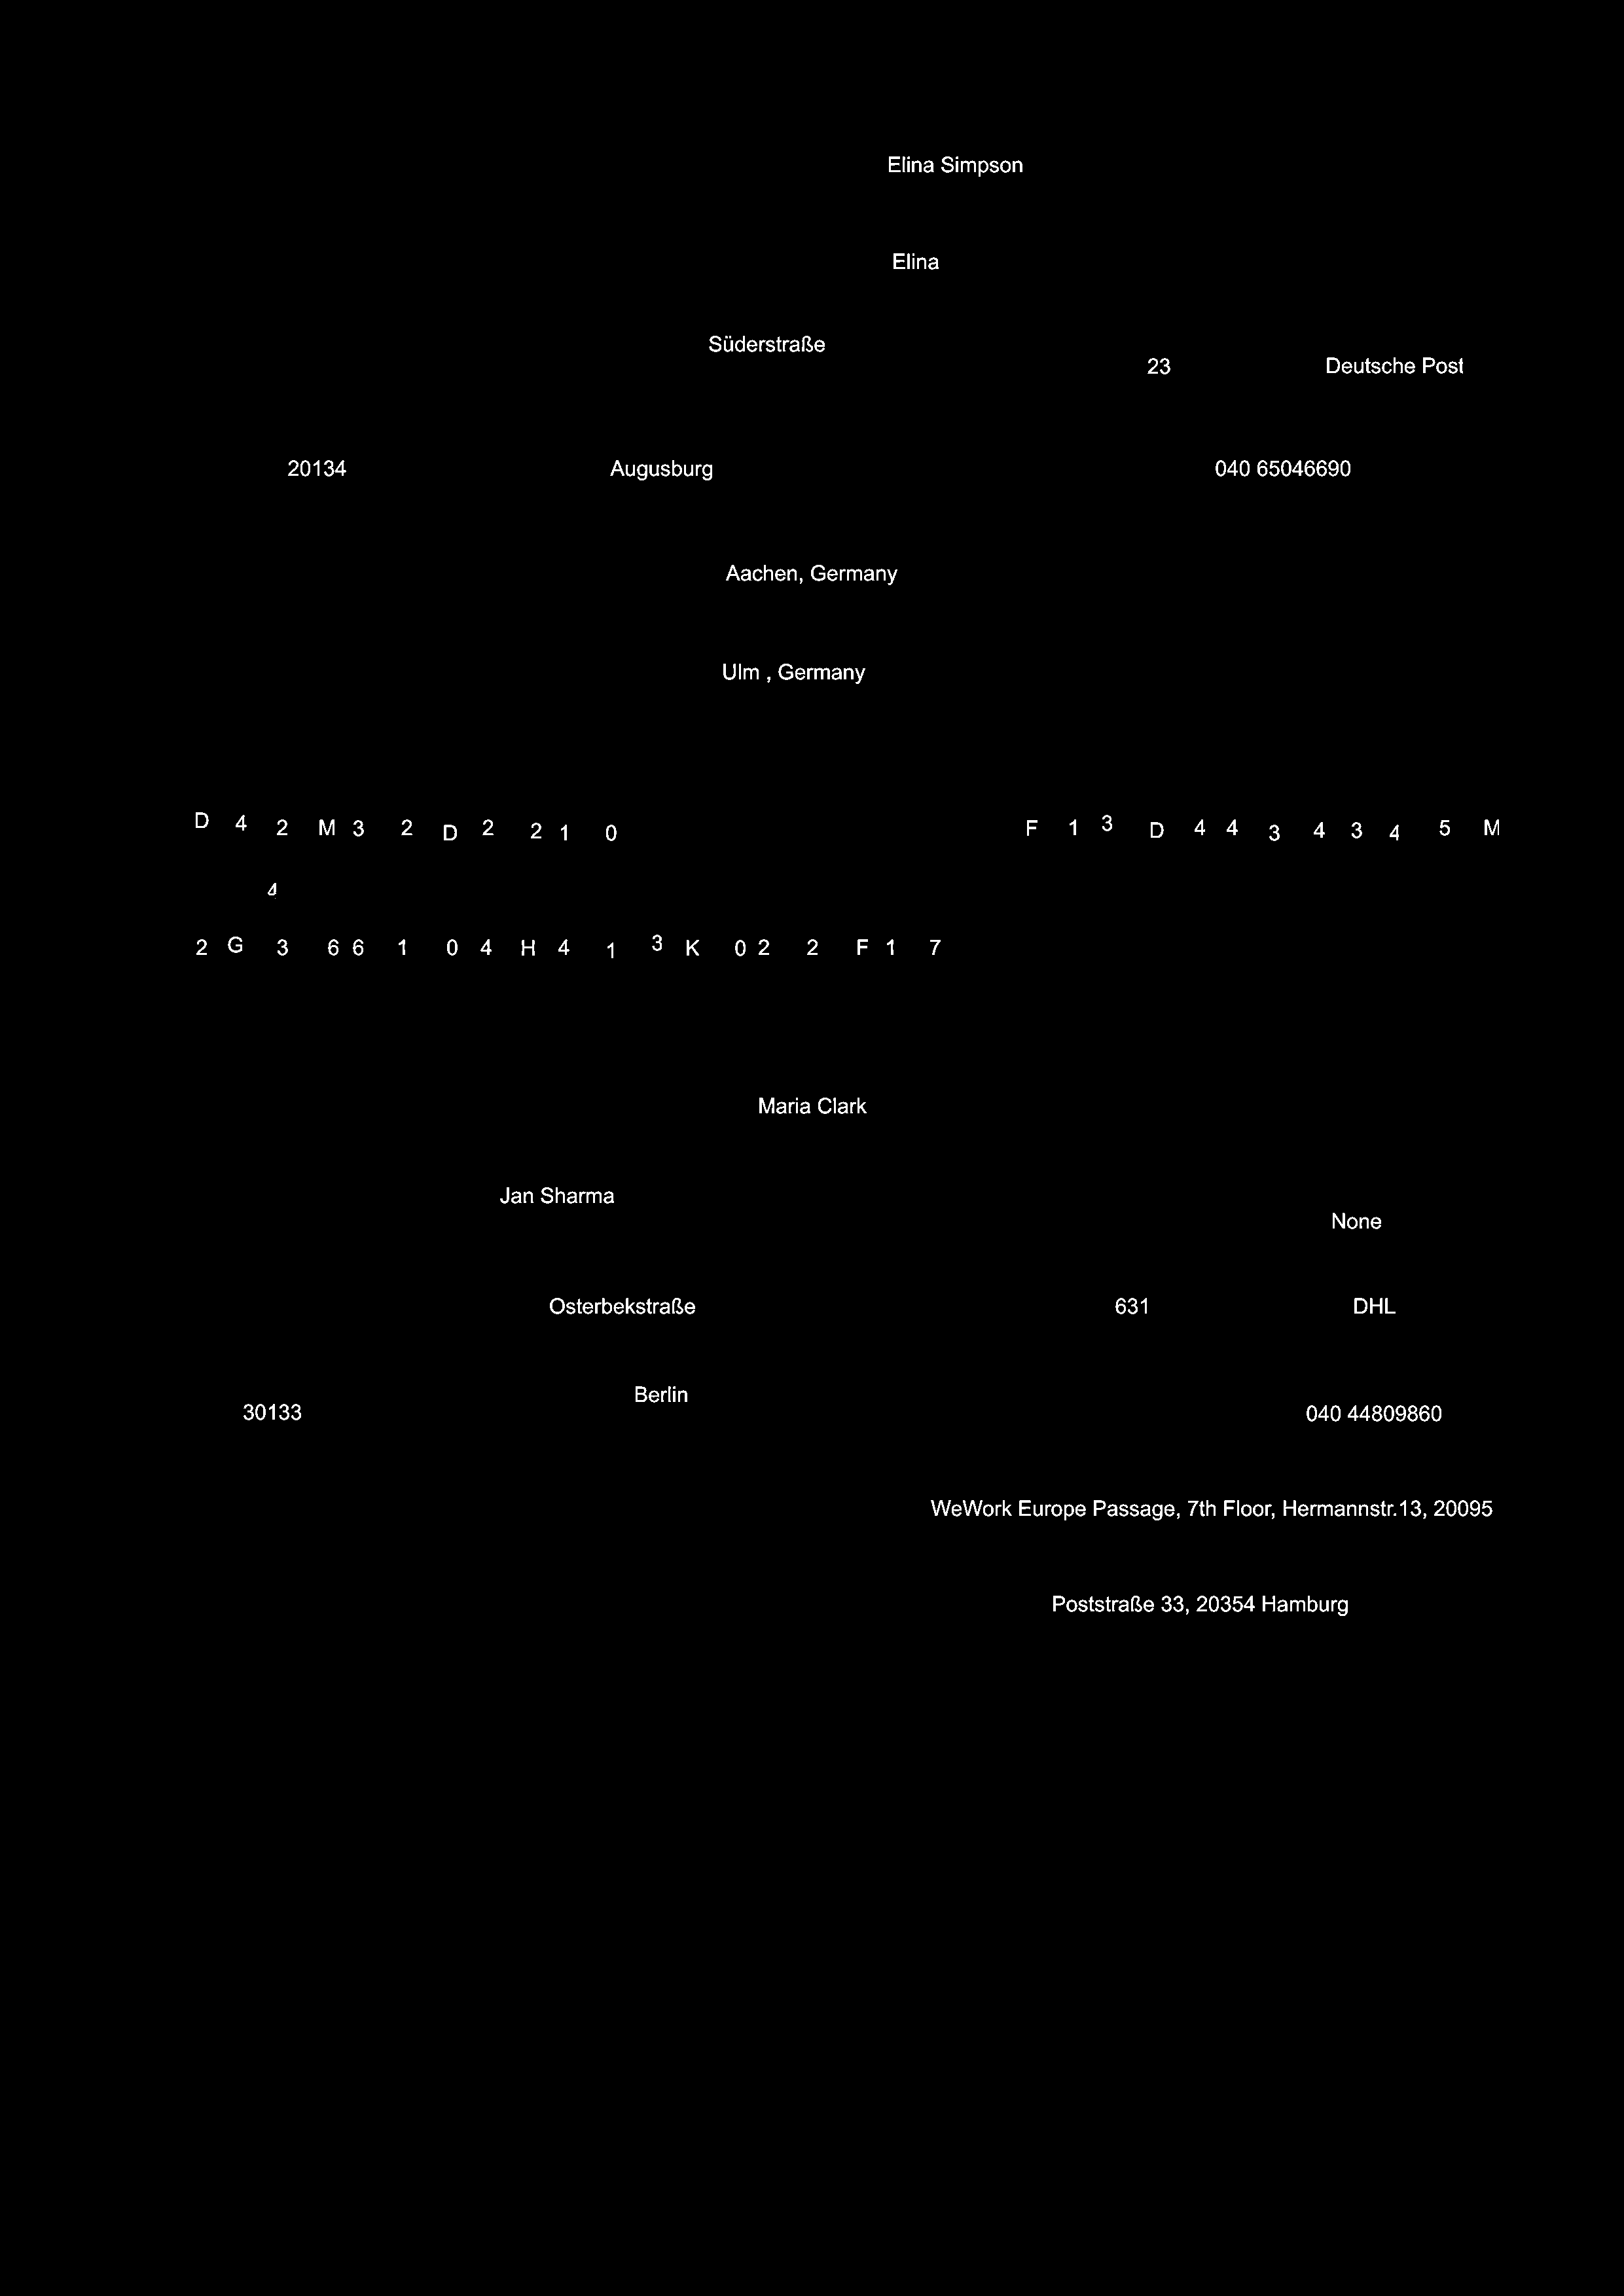 Elina Simpson
Elina
Süderstraße
23 Deutsche Post
20134 Augusburg 040 65046690
Aachen, Germany
Ulm , Germany
D 4 2 M 3 2 D 2 2 1 0 F 1 3 D 4 4 3 4 3 4 5 M
4
2 G 3 6 6 1 0 4 H 4 1 3 K 0 2 2 F 1 7
Maria Clark
Jan Sharma
None
Osterbekstraße 631 DHL
Berlin
30133 040 44809860
WeWork Europe Passage, 7th Floor, Hermannstr.13, 20095
Poststraße 33, 20354 Hamburg